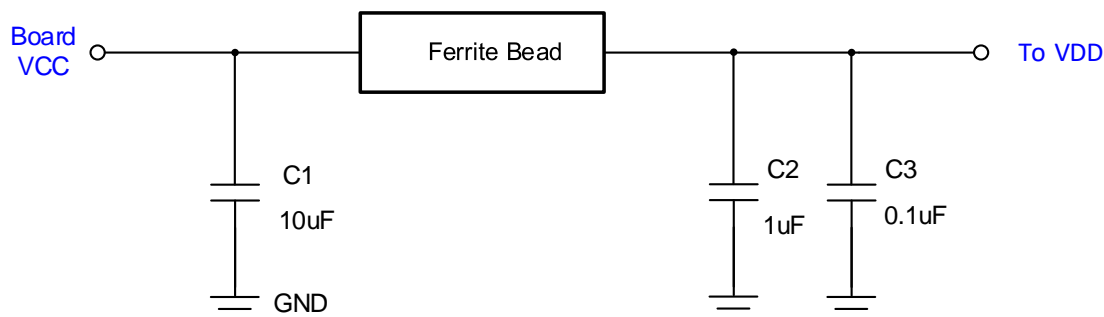 Board
VCC
Ferrite Bead
To VDD
C1
10uF
C2
1uF
C3
0.1uF
GND